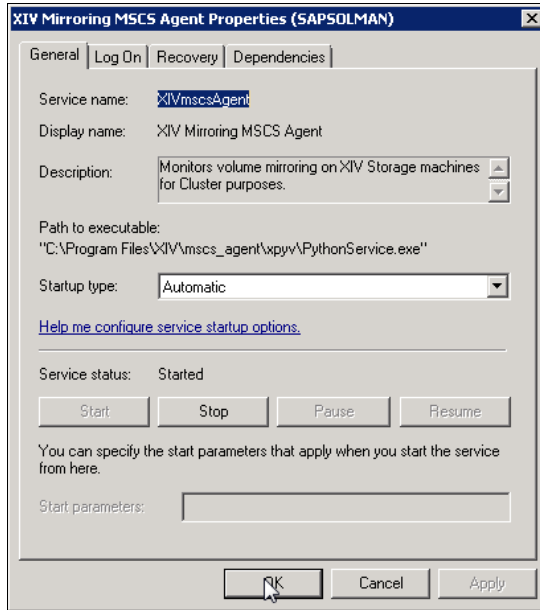 XIV Mirroring MSCS Agent Properties (SAPSOLMAN)
General Log On Recovery Dependencies
Service name: XIVmscsAgent
Display name: XIV Mirroring MSCS Agent
Description: Monitors volume mirroring on XIV Storage machines
for Cluster purposes.
Path to executable:
"C:\Program Files\XIV\mscs_agent\xpyv\PythonService.exe"
Startup type: Automatic
Help me configure service startup options.
Service status: Started
Start Stop Pause Resume
You can specify the start parameters that apply when you start the service
from here.
Start parameters:
OK Cancel Apply